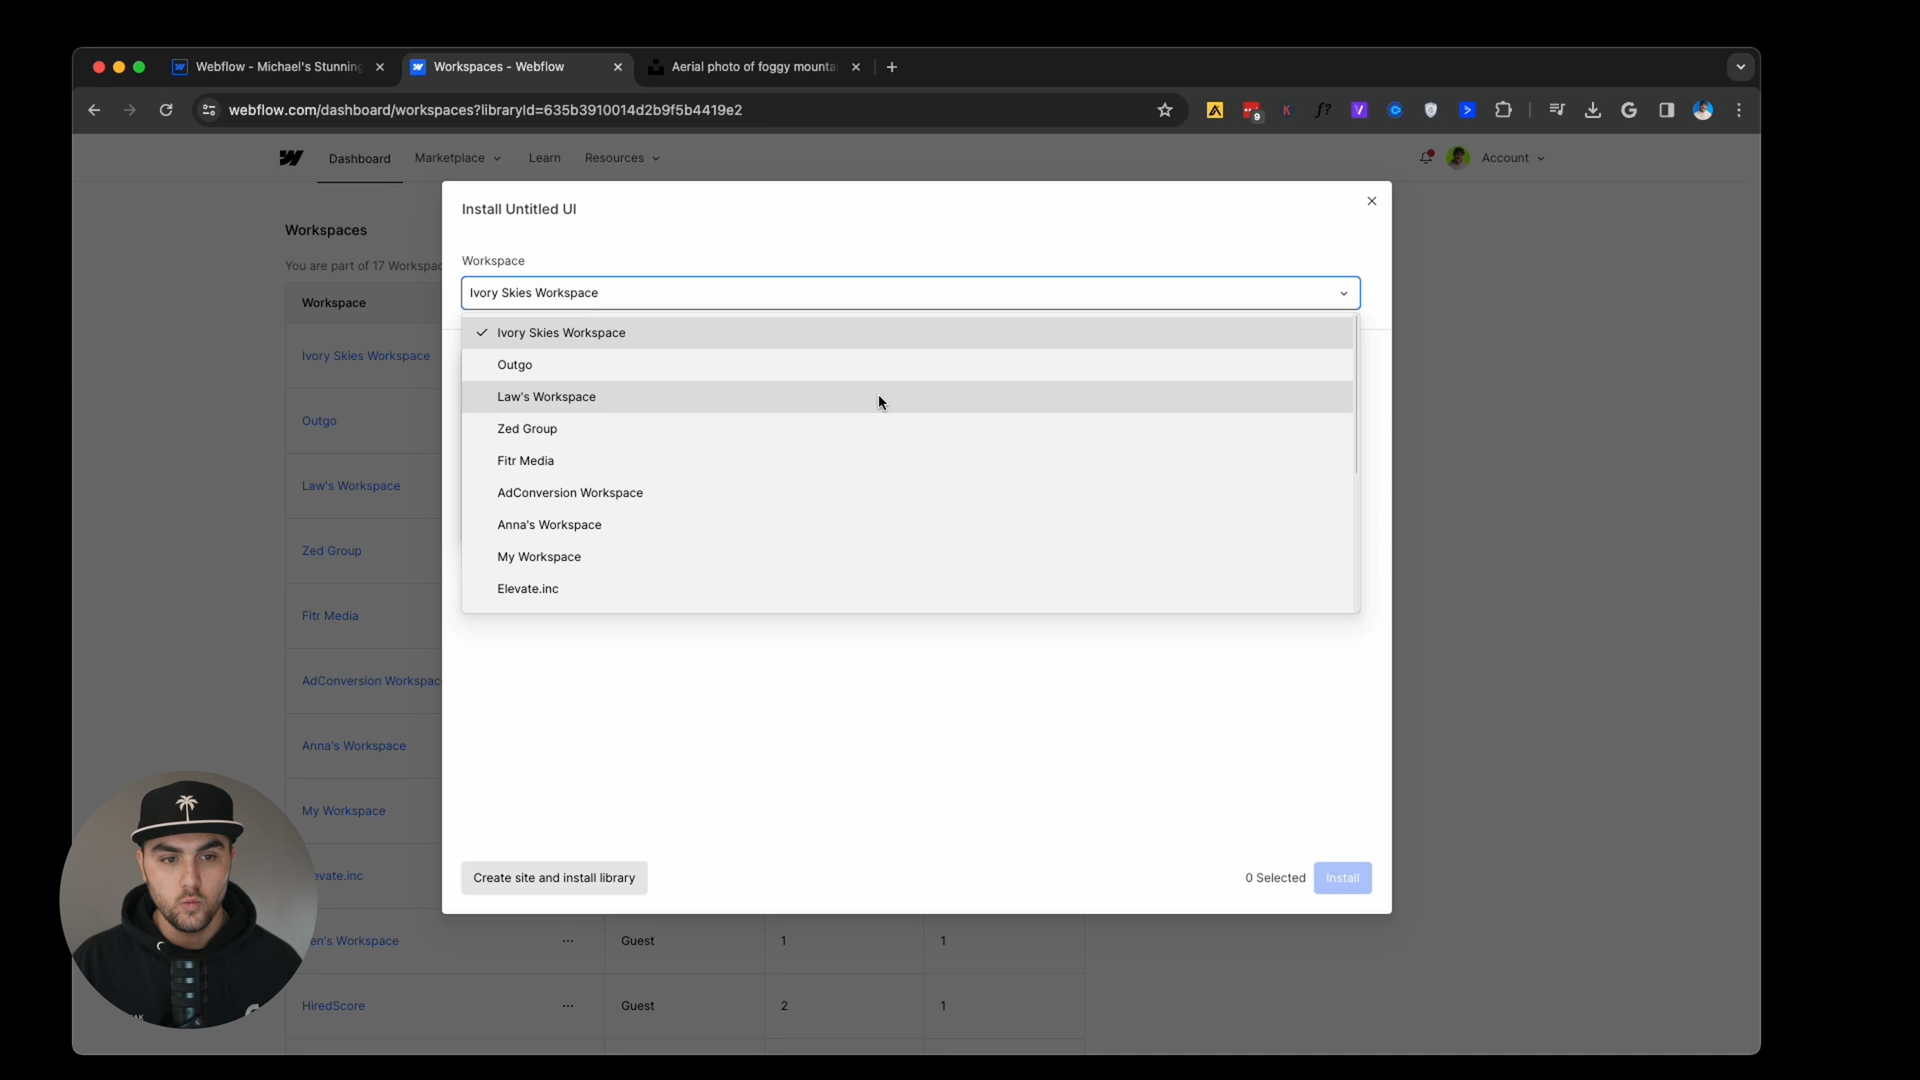 Webflow - Michael's Stunning
Workspaces - Webflow
Aerial photo of foggy mounta
webflow.com/dashboard/workspaces?libraryId=635b3910014d2b9f5b4419e2
9
K
f?
V
G
Dashboard
Marketplace
Learn
Resources
Account
Install Untitled UI
Workspaces
You are part of 17 Workspac
Workspace
Workspace
Ivory Skies Workspace
Ivory Skies Workspace
Outgo
Law's Workspace
Zed Group
Fitr Media
AdConversion Workspace
Anna's Workspace
My Workspace
Elevate.inc
Ivory Skies Workspace
Outgo
Law's Workspace
Zed Group
Fitr Media
AdConversion Workspac
Anna's Workspace
My Workspace
evate.inc
Create site and install library
0 Selected
Install
en's Workspace
Guest
1
1
HiredScore
Guest
2
1